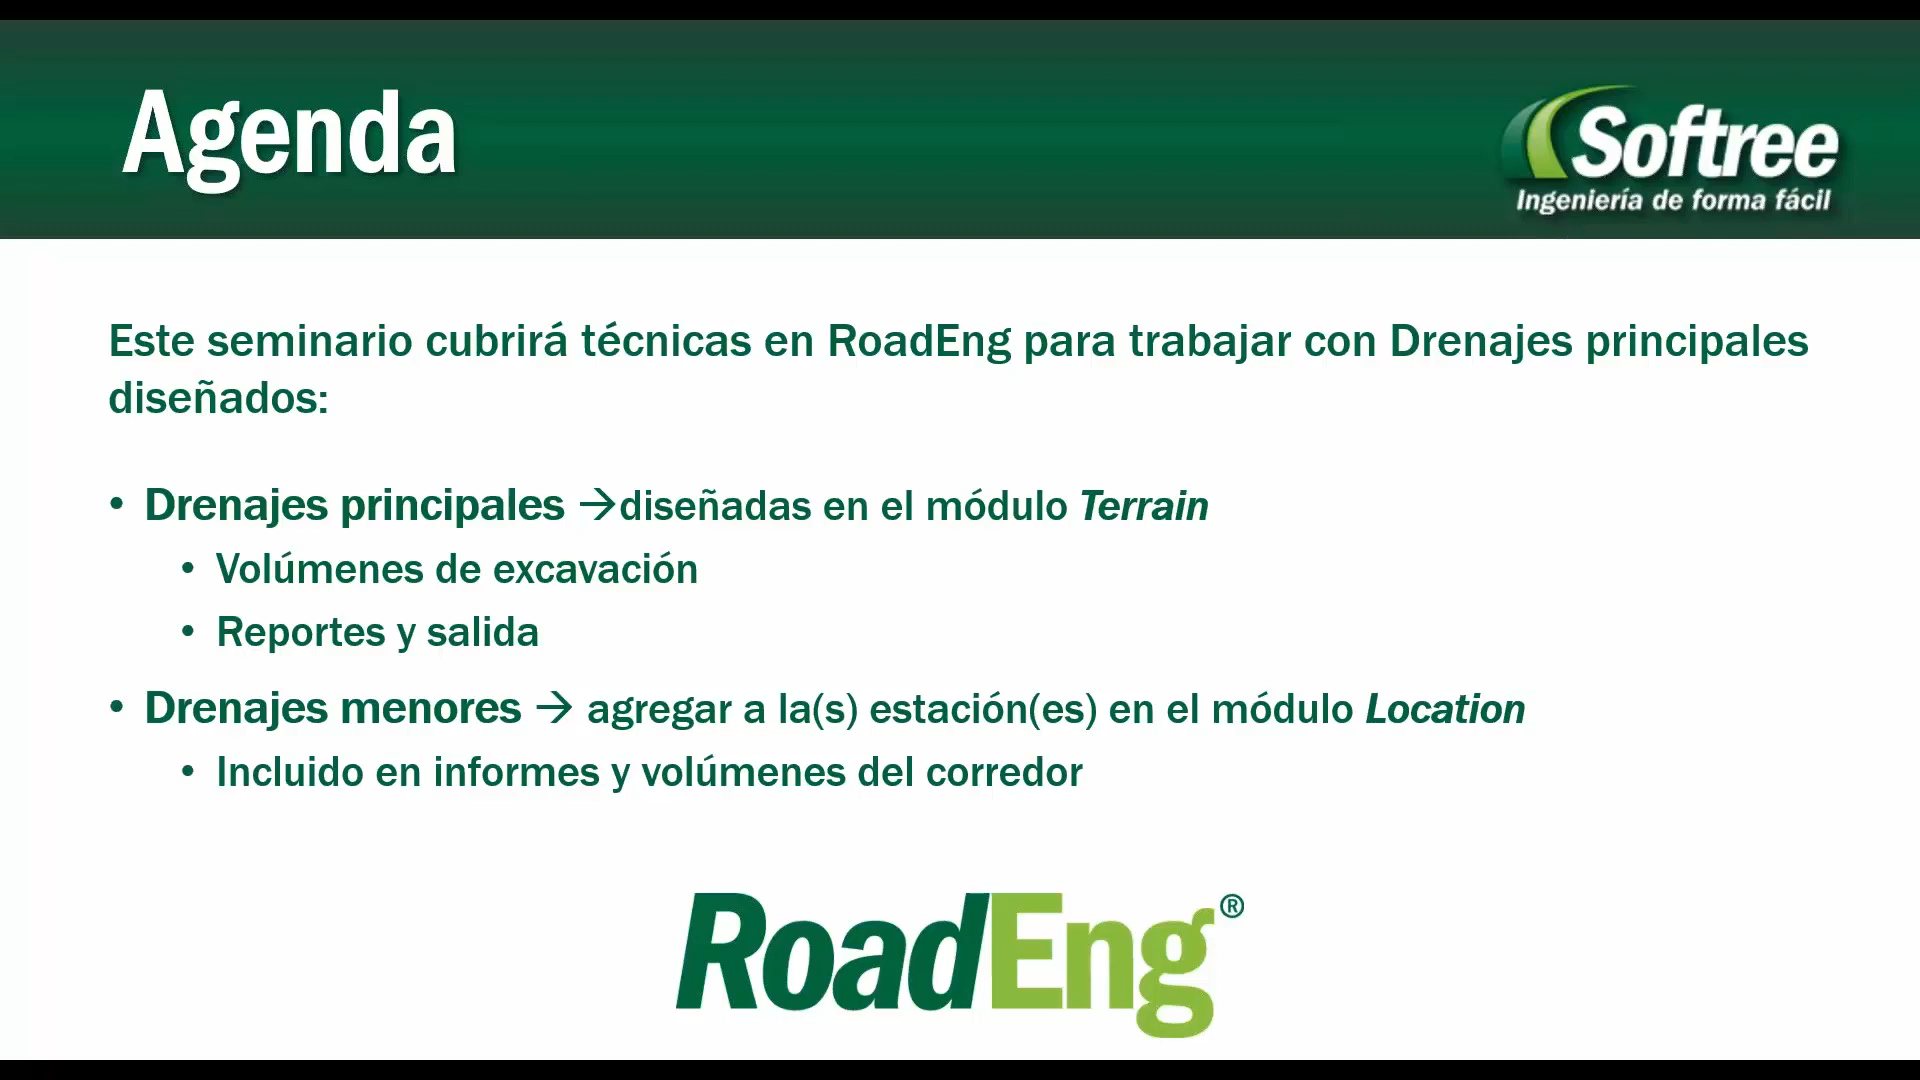 Agenda
Softree
Ingeniería de forma fácil
Este seminario cubrirá técnicas en RoadEng para trabajar con Drenajes principales
diseñados:
• Drenajes principales →diseñadas en el módulo Terrain
• Volúmenes de excavación
• Reportes y salida
• Drenajes menores → agregar a la(s) estación(es) en el módulo Location
• Incluido en informes y volúmenes del corredor
RoadEng®